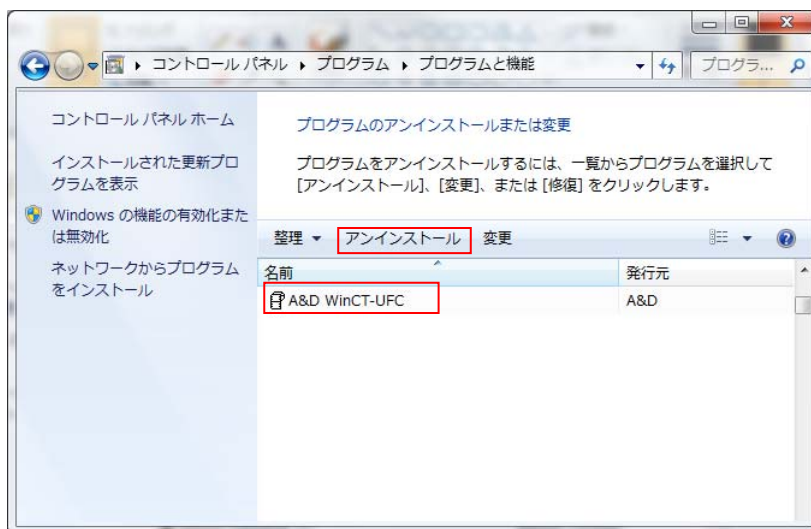 コントロール パネル ▸ プログラム ▸ プログラムと機能
プログラ...
コントロール パネル ホーム
インストールされた更新プロ
グラムを表示
Windows の機能の有効化また
は無効化
ネットワークからプログラム
をインストール
プログラムのアンインストールまたは変更
プログラムをアンインストールするには、一覧からプログラムを選択して
[アンインストール]、[変更]、または [修復] をクリックします。
整理 アンインストール 変更
名前 発行元
A&D WinCT-UFC A&D